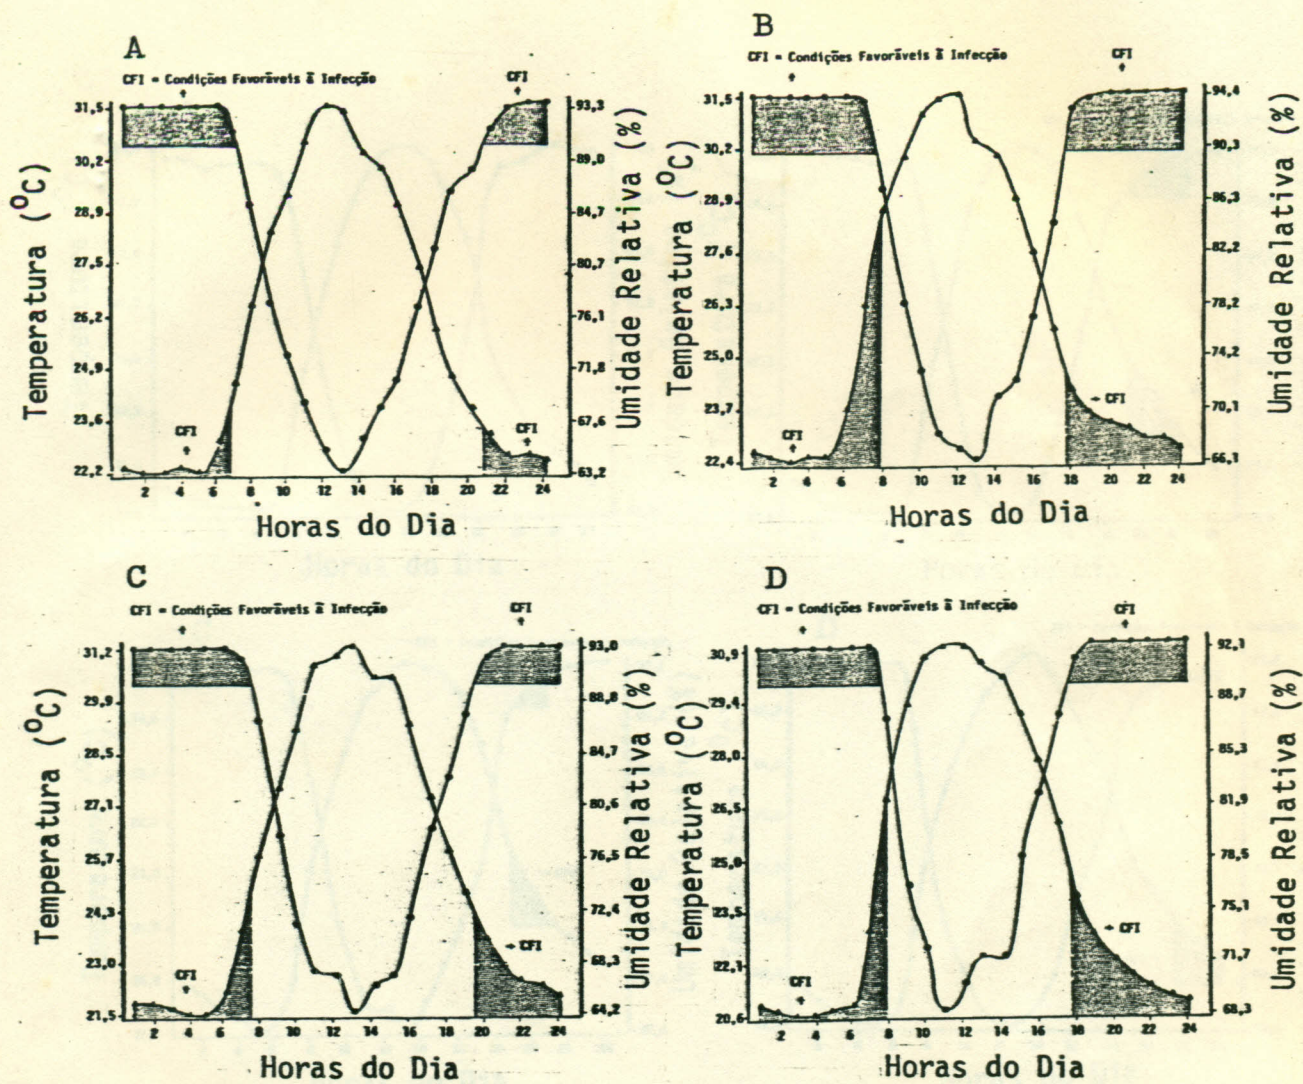 A
CFI = Condições Favoráveis à Infecção
CFI
31,5
30,2
28,9
27,5
26,2
24,9
23,6
22,2
Temperatura (°C)
93,3
89,0
84,7
80,7
76,1
71,8
67,6
63,2
Umidade Relativa (%)
CFI
CFI
2 4 6 8 10 12 14 16 18 20 22 24
Horas do Dia
B
CFI = Condições Favoráveis à Infecção
CFI
31,5
30,2
28,9
27,6
26,3
25,0
23,7
22,4
Temperatura (°C)
94,4
90,3
86,3
82,2
78,2
74,2
70,1
66,1
Umidade Relativa (%)
CFI
CFI
2 4 6 8 10 12 14 16 18 20 22 24
Horas do Dia
C
CFI = Condições Favoráveis à Infecção
CFI
31,2
29,9
28,5
27,1
25,7
24,3
23,0
21,5
Temperatura (°C)
93,0
88,8
84,7
80,6
76,5
72,4
68,3
64,2
Umidade Relativa (%)
CFI
CFI
2 4 6 8 10 12 14 16 18 20 22 24
Horas do Dia
D
CFI = Condições Favoráveis à Infecção
CFI
30,9
29,4
28,0
26,5
25,0
23,5
22,1
20,6
Temperatura (°C)
92,1
88,7
85,3
81,9
78,5
75,1
71,7
68,3
Umidade Relativa (%)
CFI
CFI
2 4 6 8 10 12 14 16 18 20 22 24
Horas do Dia